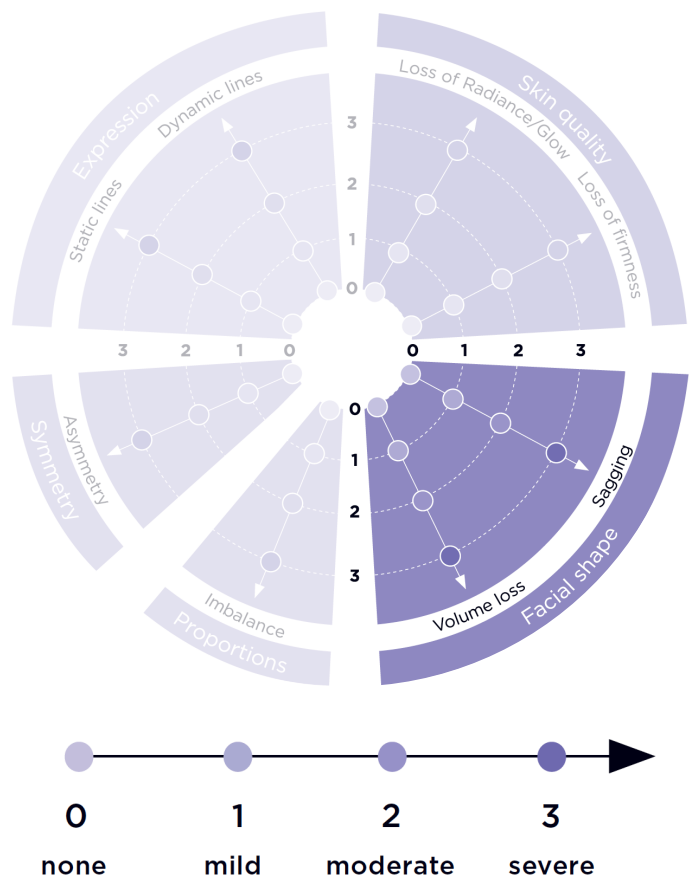 Expression
Dynamic lines
Static lines
Skin quality
Loss of Radiance/Glow
Loss of firmness
3
2
1
0
3 2 1 0
0 1 2 3
0
1
2
3
Symmetry
Asymmetry
Imbalance
Proportions
Sagging
Volume loss
Facial shape
0 1 2 3
none mild moderate severe